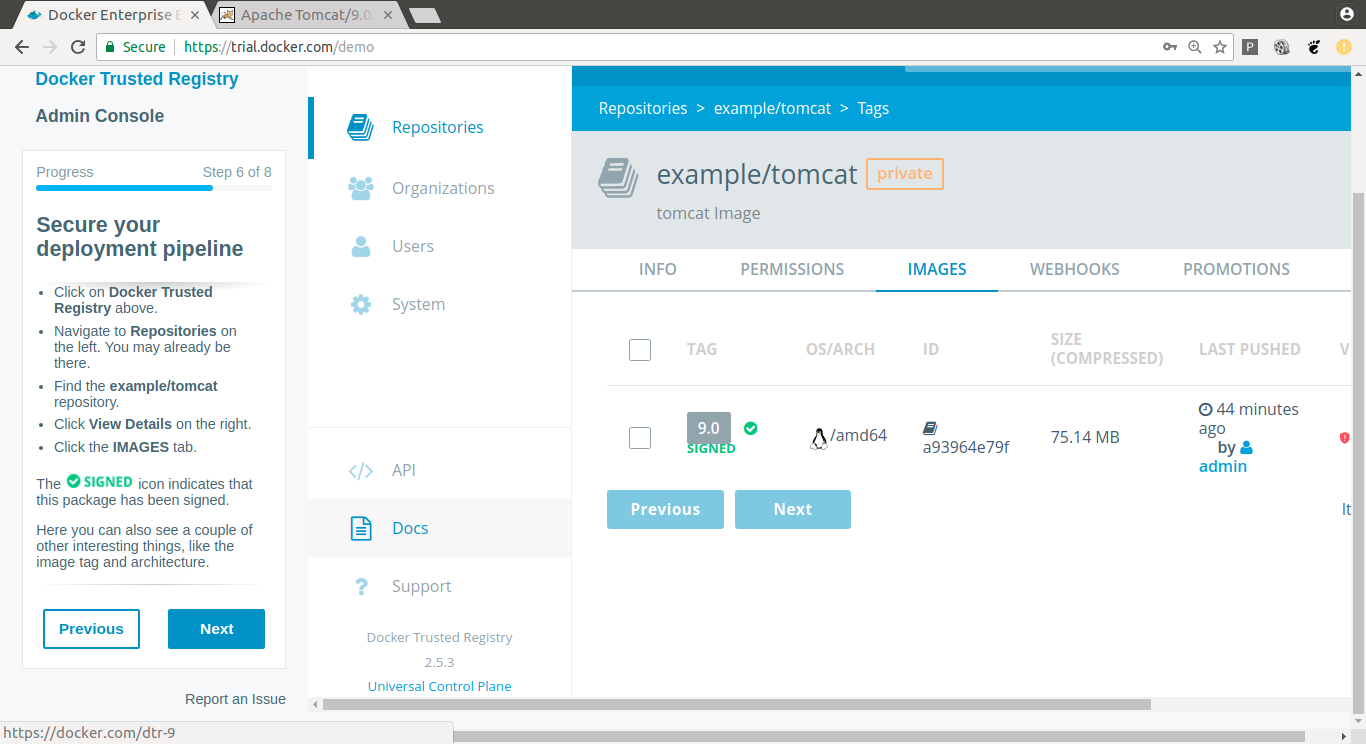 Docker Enterprise E
Apache Tomcat/9.0.
Secure
https://trial.docker.com/demo
P
Docker Trusted Registry
Admin Console
Progress
Step 6 of 8
Secure your
deployment pipeline
• Click on Docker Trusted
Registry above.
• Navigate to Repositories on
the left. You may already be
there.
• Find the example/tomcat
repository.
• Click View Details on the right.
• Click the IMAGES tab.
The SIGNED icon indicates that
this package has been signed.
Here you can also see a couple of
other interesting things, like the
image tag and architecture.
Previous
Next
Report an Issue
https://docker.com/dtr-9
Repositories
Organizations
Users
System
API
Docs
Support
Docker Trusted Registry
2.5.3
Universal Control Plane
Repositories > example/tomcat > Tags
example/tomcat private
tomcat Image
INFO
PERMISSIONS
IMAGES
WEBHOOKS
PROMOTIONS
TAG
OS/ARCH
ID
SIZE
(COMPRESSED)
LAST PUSHED
V
9.0
SIGNED
/amd64
a93964e79f
75.14 MB
44 minutes
ago
by
admin
Previous
Next
It